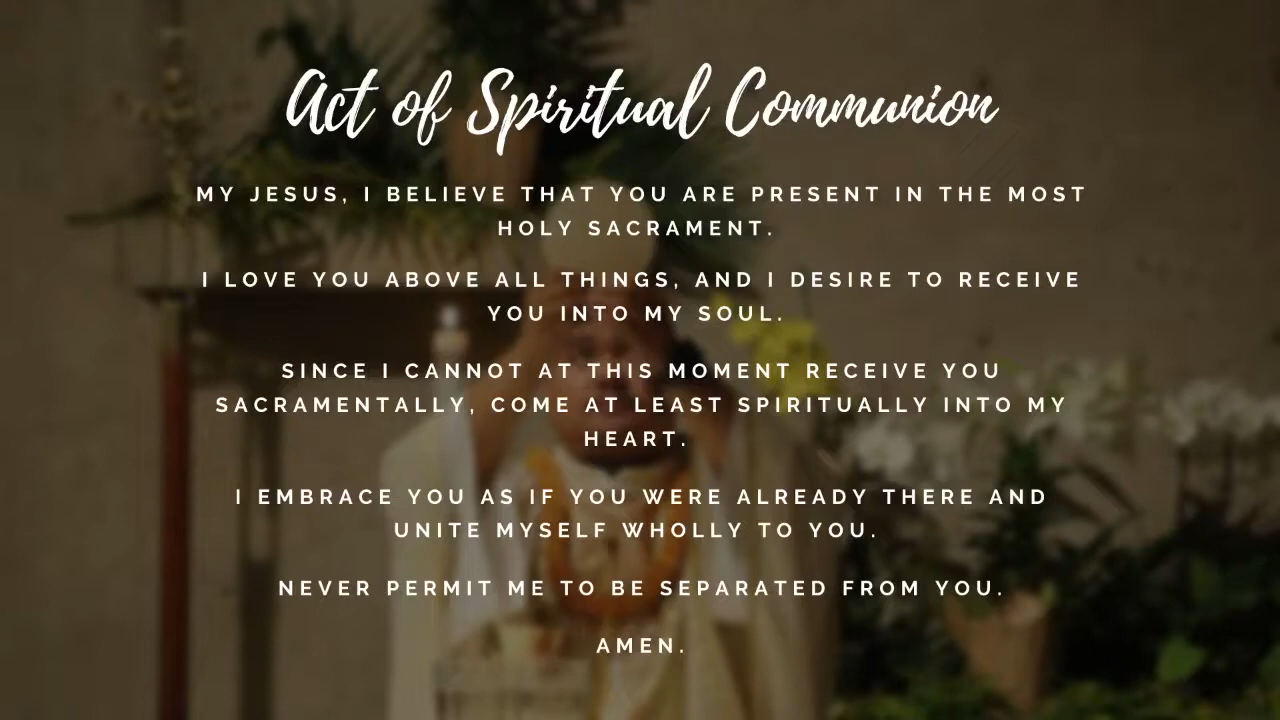 Act of Spiritual Communion
MY JESUS, I BELIEVE THAT YOU ARE PRESENT IN THE MOST
HOLY SACRAMENT.
I LOVE YOU ABOVE ALL THINGS, AND I DESIRE TO RECEIVE
YOU INTO MY SOUL.
SINCE I CANNOT AT THIS MOMENT RECEIVE YOU
SACRAMENTALLY, COME AT LEAST SPIRITUALLY INTO MY
HEART.
I EMBRACE YOU AS IF YOU WERE ALREADY THERE AND
UNITE MYSELF WHOLLY TO YOU.
NEVER PERMIT ME TO BE SEPARATED FROM YOU.
AMEN.